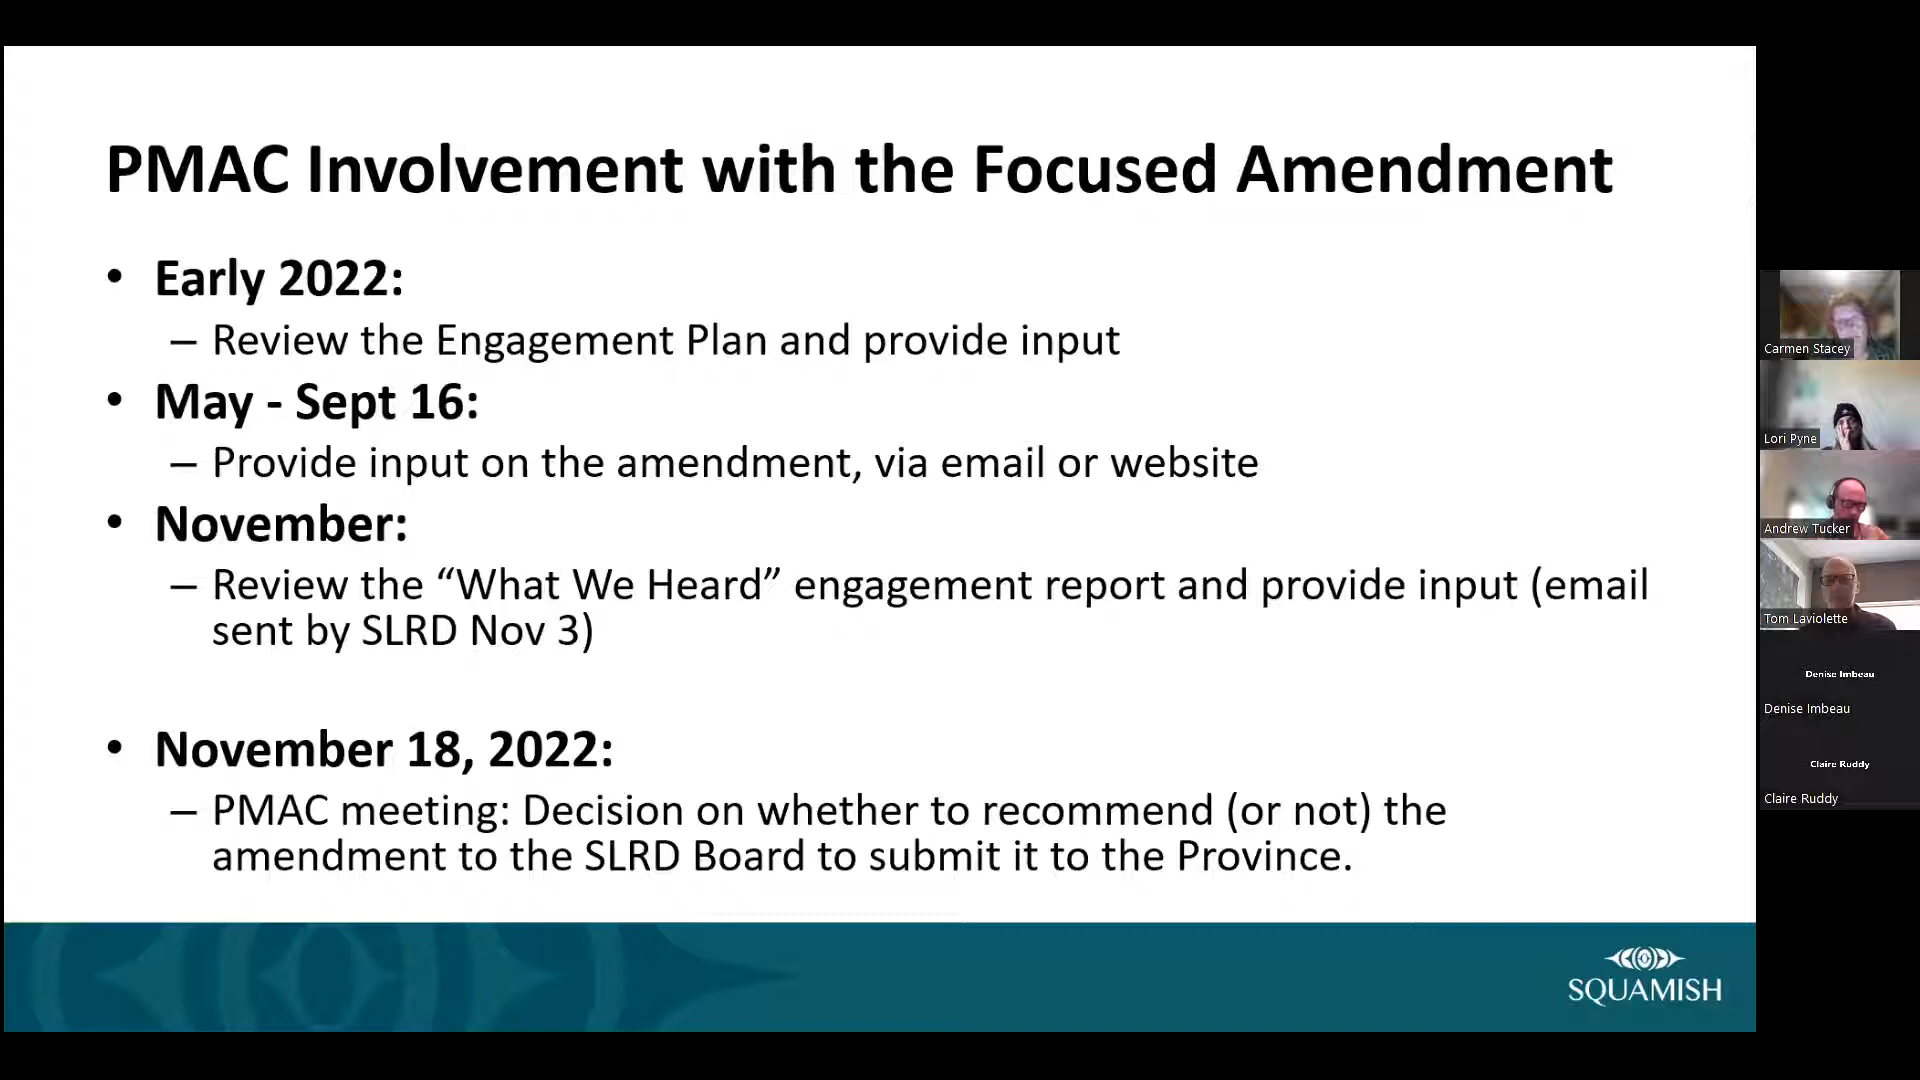 PMAC Involvement with the Focused Amendment
• Early 2022:
– Review the Engagement Plan and provide input
• May - Sept 16:
– Provide input on the amendment, via email or website
• November:
– Review the “What We Heard” engagement report and provide input (email
sent by SLRD Nov 3)
• November 18, 2022:
– PMAC meeting: Decision on whether to recommend (or not) the
amendment to the SLRD Board to submit it to the Province.
SQUAMISH
Carmen Stacey
Lori Pyne
Andrew Tucker
Tom Laviolette
Denise Imbeau
Denise Imbeau
Claire Ruddy
Claire Ruddy